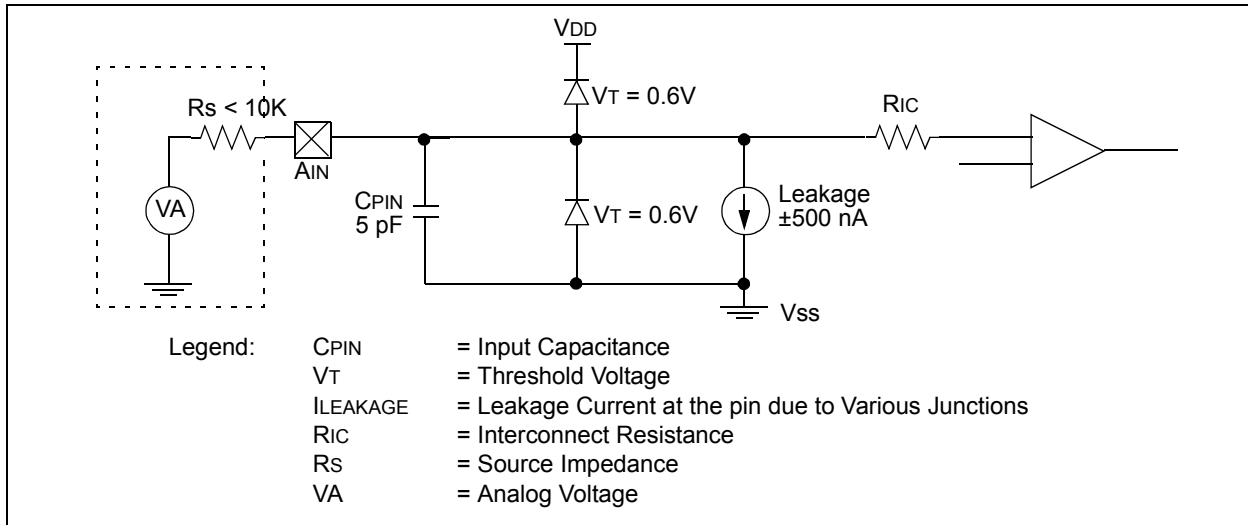 VDD
VT = 0.6V
Rs < 10K
RIC
AIN
VA
CPIN
5 pF
VT = 0.6V
Leakage
±500 nA
Vss
Legend: CPIN = Input Capacitance
VT = Threshold Voltage
ILEAKAGE = Leakage Current at the pin due to Various Junctions
RIC = Interconnect Resistance
RS = Source Impedance
VA = Analog Voltage